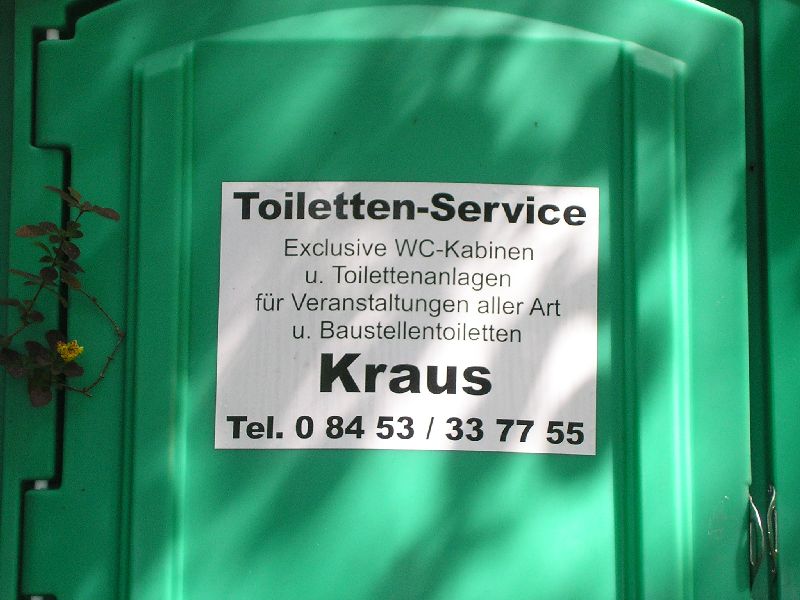 Toiletten-Service
Exclusive WC-Kabinen
u. Toilettenanlagen
für Veranstaltungen aller Art
u. Baustellentoiletten
Kraus
Tel. 0 84 53 / 33 77 55